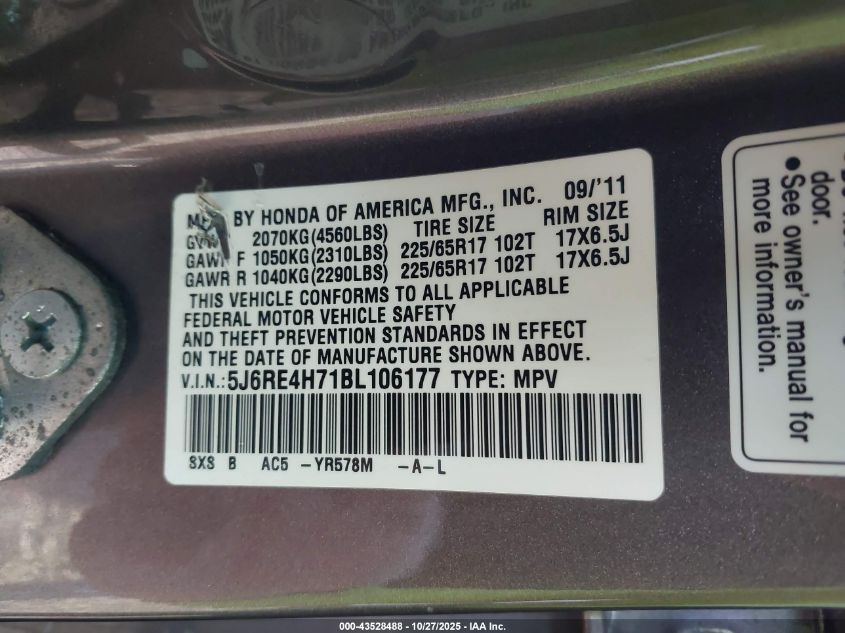 BY HONDA OF AMERICA MFG., INC. 09/'11
2070KG(4560LBS) TIRE SIZE RIM SIZE
GAWR F 1050KG(2310LBS) 225/65R17 102T 17X6.5J
GAWR R 1040KG(2290LBS) 225/65R17 102T 17X6.5J
THIS VEHICLE CONFORMS TO ALL APPLICABLE
FEDERAL MOTOR VEHICLE SAFETY
AND THEFT PREVENTION STANDARDS IN EFFECT
ON THE DATE OF MANUFACTURE SHOWN ABOVE.
V.I.N.:5J6RE4H71BL106177 TYPE: MPV
SXS B AC5 -YR578M -A-L
door.
• See owner's manual for
more information.
000-43528488 - 10/27/2025 - IAA Inc.